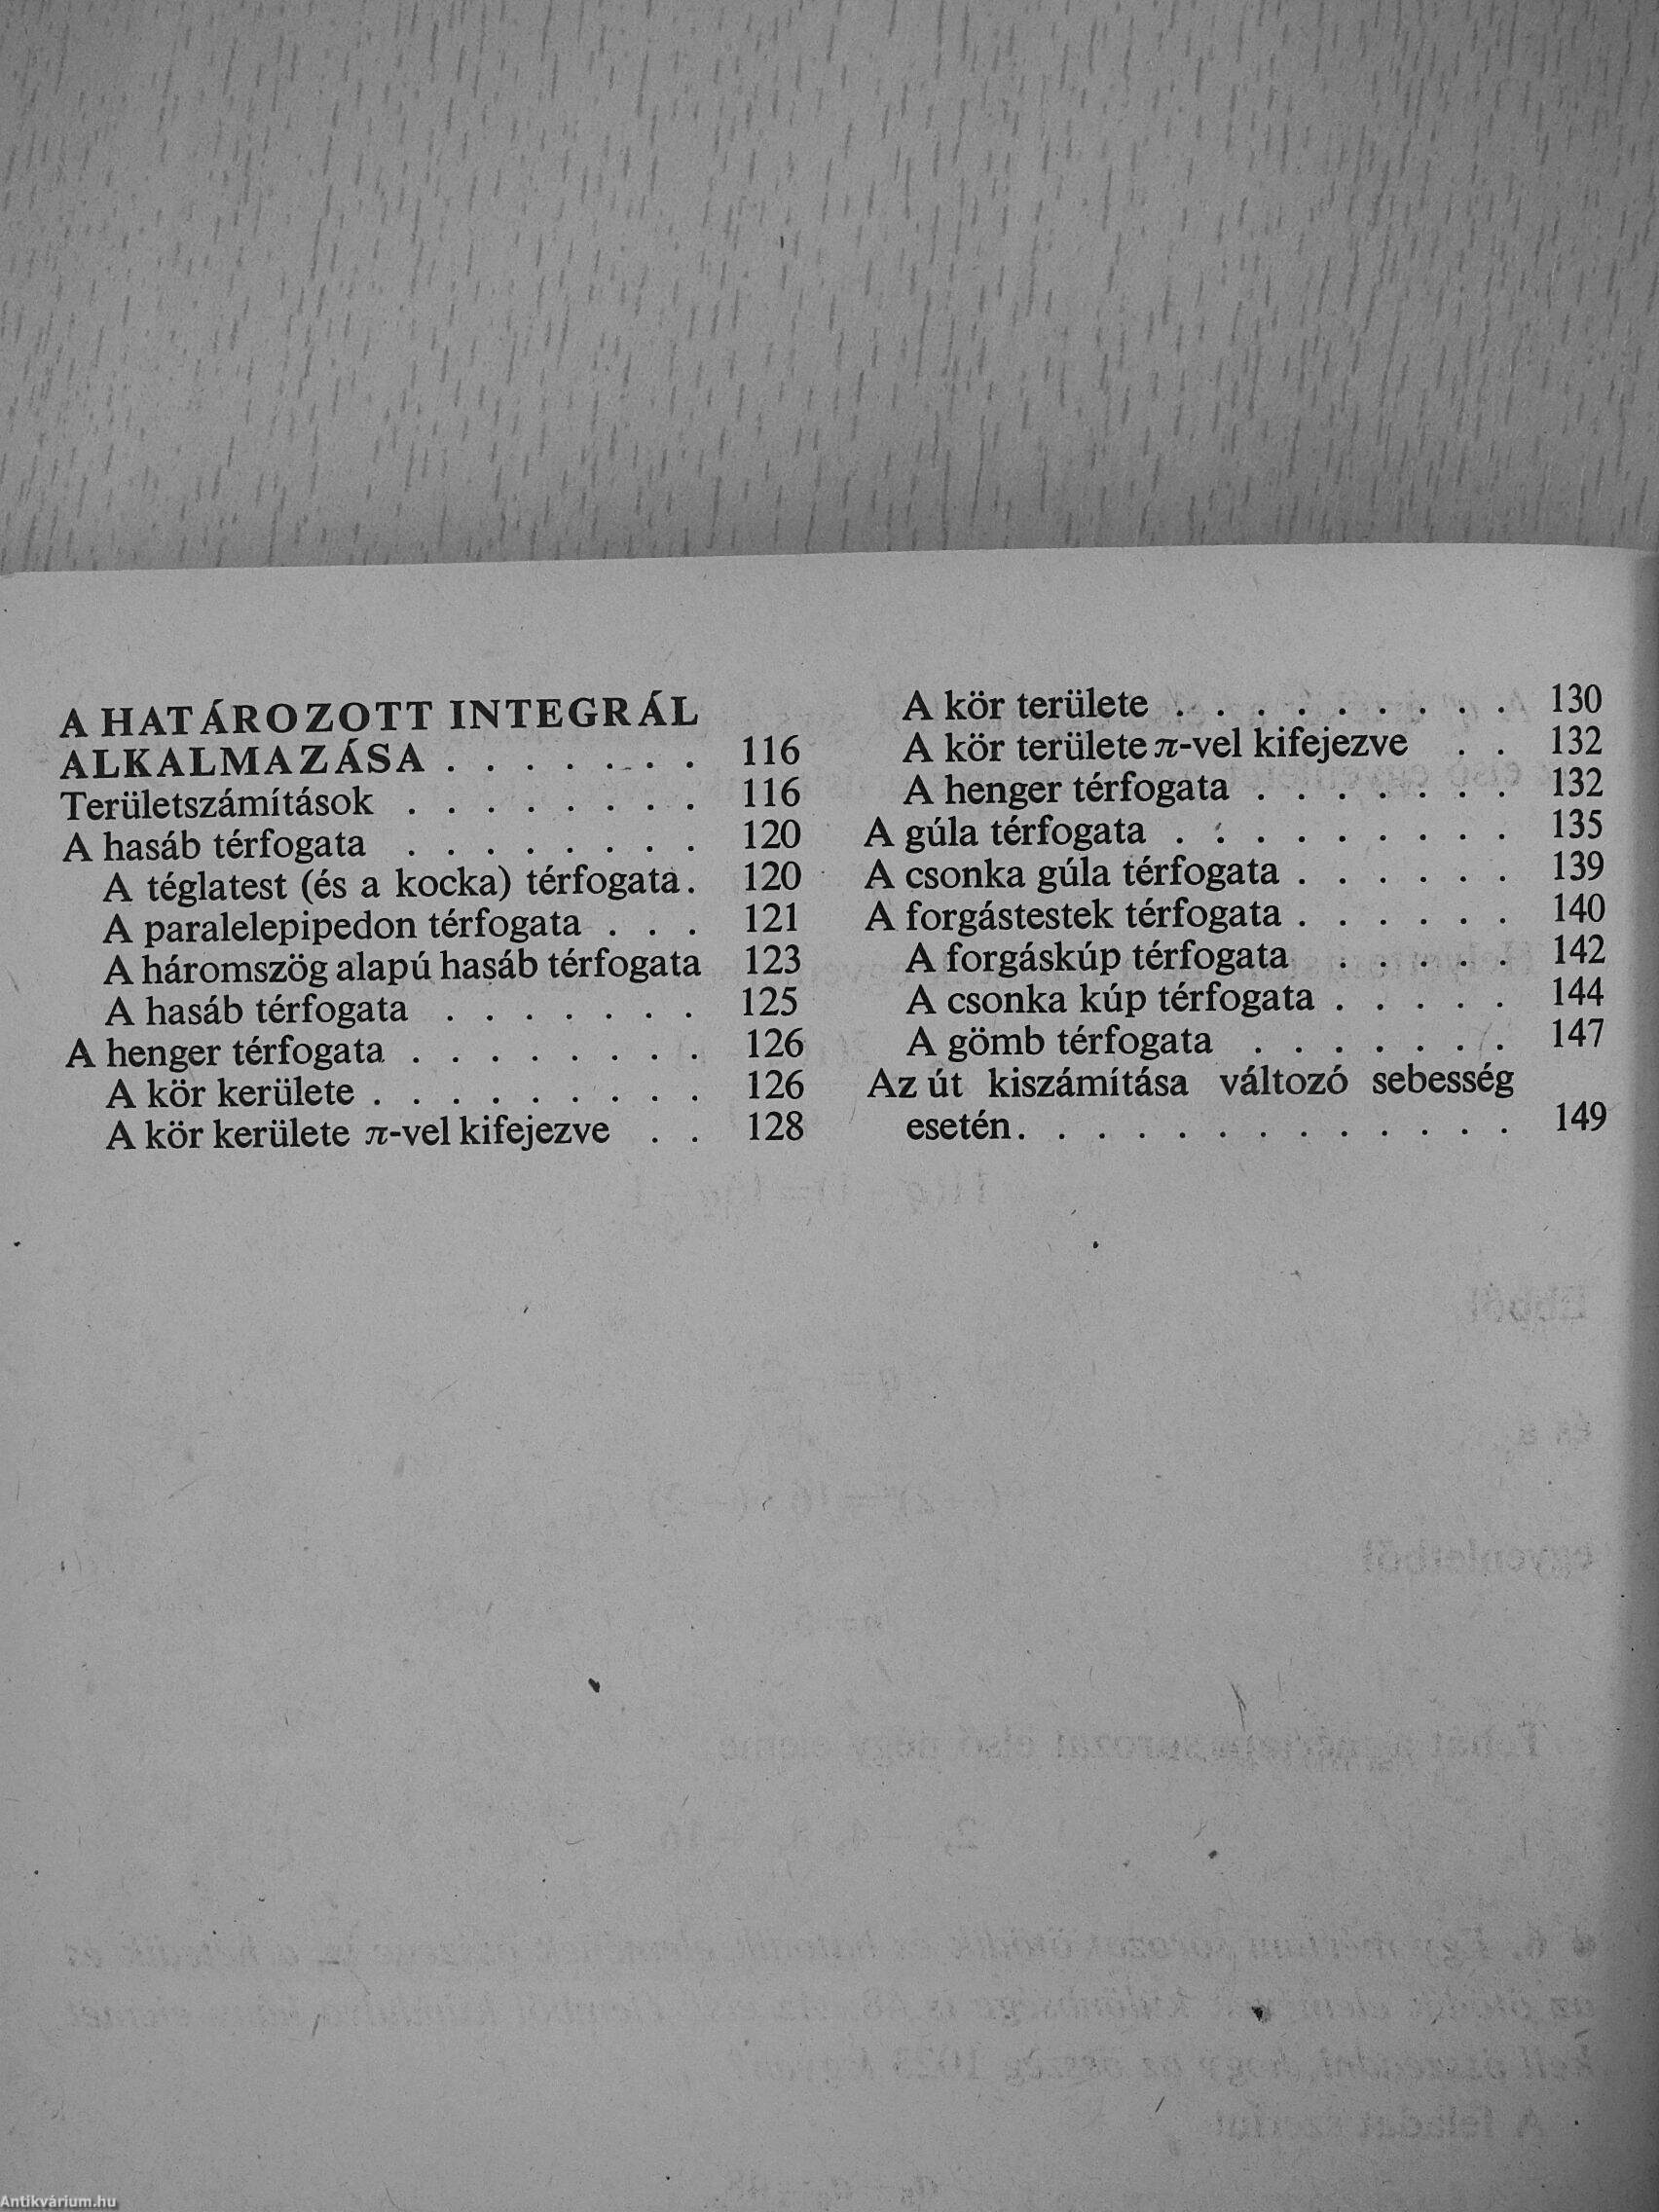 A HATÁROZOTT INTEGRÁL
ALKALMAZÁSA . . . . . . . 116
Területszámítások . . . . . . . . 116
A hasáb térfogata . . . . . . . . 120
A téglatest (és a kocka) térfogata. 120
A paralelepipedon térfogata . . . 121
A háromszög alapú hasáb térfogata 123
A hasáb térfogata . . . . . . . 125
A henger térfogata . . . . . . . . 126
A kör kerülete . . . . . . . . . 126
A kör kerülete π-vel kifejezve . . 128
A kör területe . . . . . . . . . 130
A kör területe π-vel kifejezve . . 132
A henger térfogata . . . . . . . 132
A gúla térfogata . . . . . . . . . 135
A csonka gúla térfogata . . . . . . 139
A forgástestek térfogata . . . . . . 140
A forgáskúp térfogata . . . . . 142
A csonka kúp térfogata . . . . . 144
A gömb térfogata . . . . . . . 147
Az út kiszámítása változó sebesség
esetén. . . . . . . . . . . . . 149
Antikvárium.hu